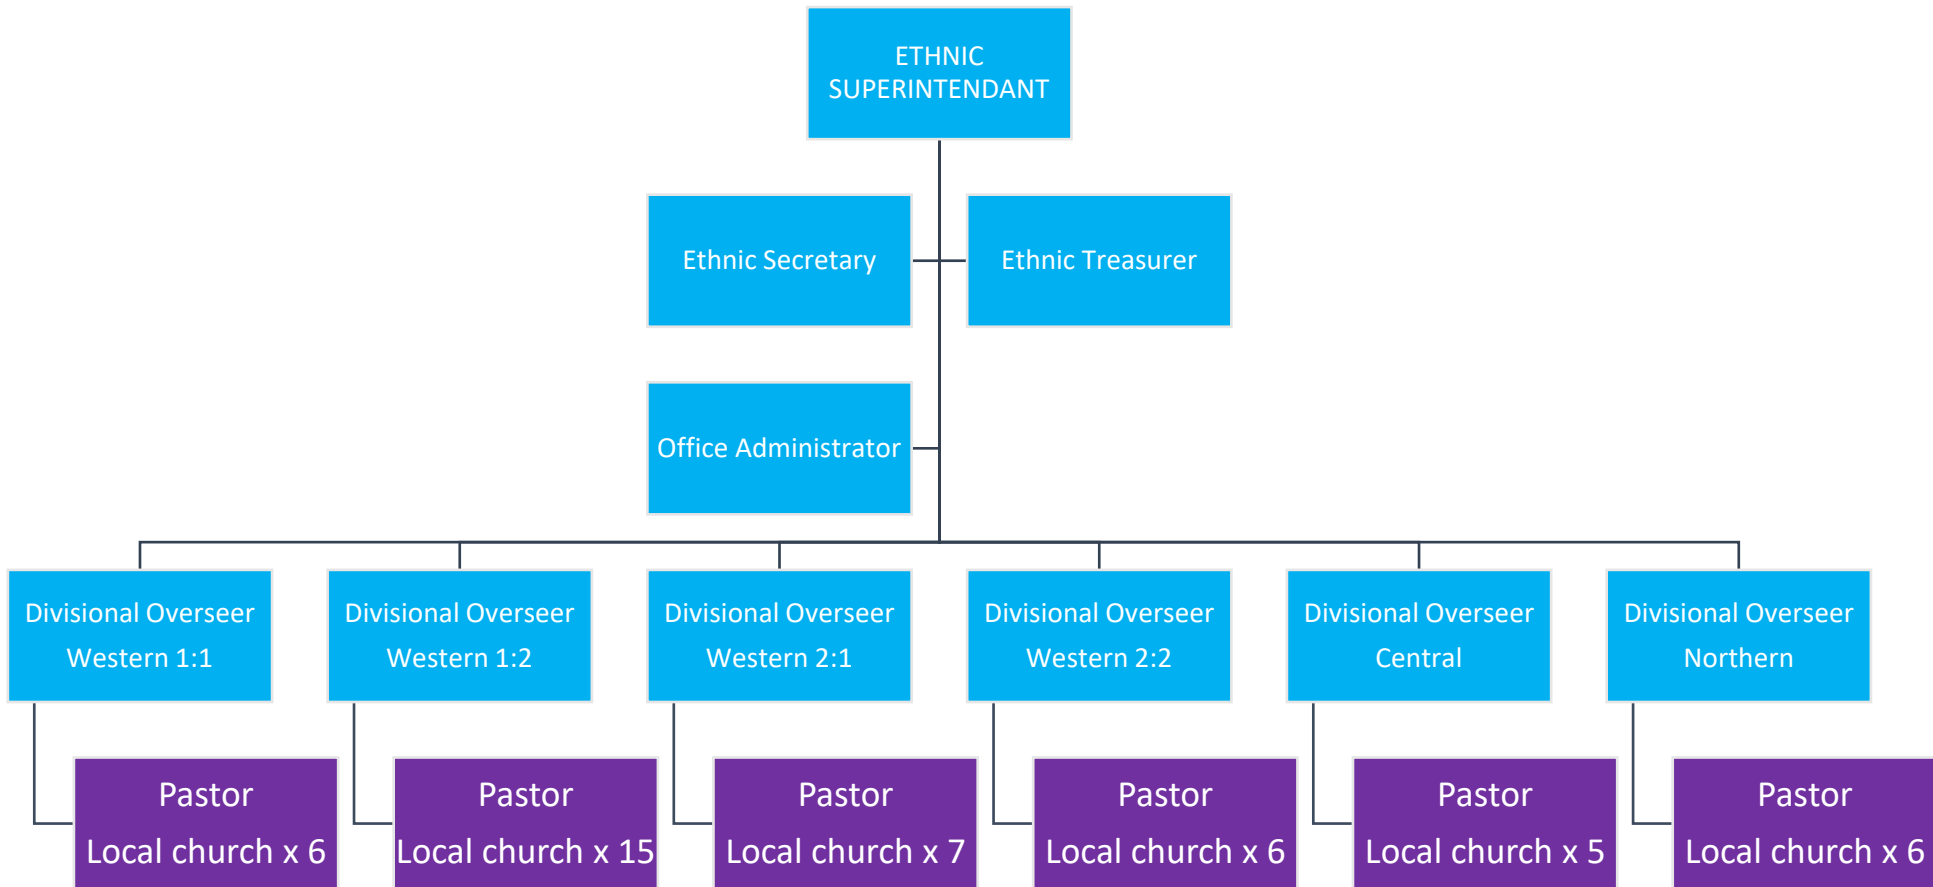 ETHNIC
SUPERINTENDANT
Ethnic Secretary
Ethnic Treasurer
Office Administrator
Divisional Overseer
Western 1:1
Divisional Overseer
Western 1:2
Divisional Overseer
Western 2:1
Divisional Overseer
Western 2:2
Divisional Overseer
Central
Divisional Overseer
Northern
Pastor
Local church x 6
Pastor
Local church x 15
Pastor
Local church x 7
Pastor
Local church x 6
Pastor
Local church x 5
Pastor
Local church x 6